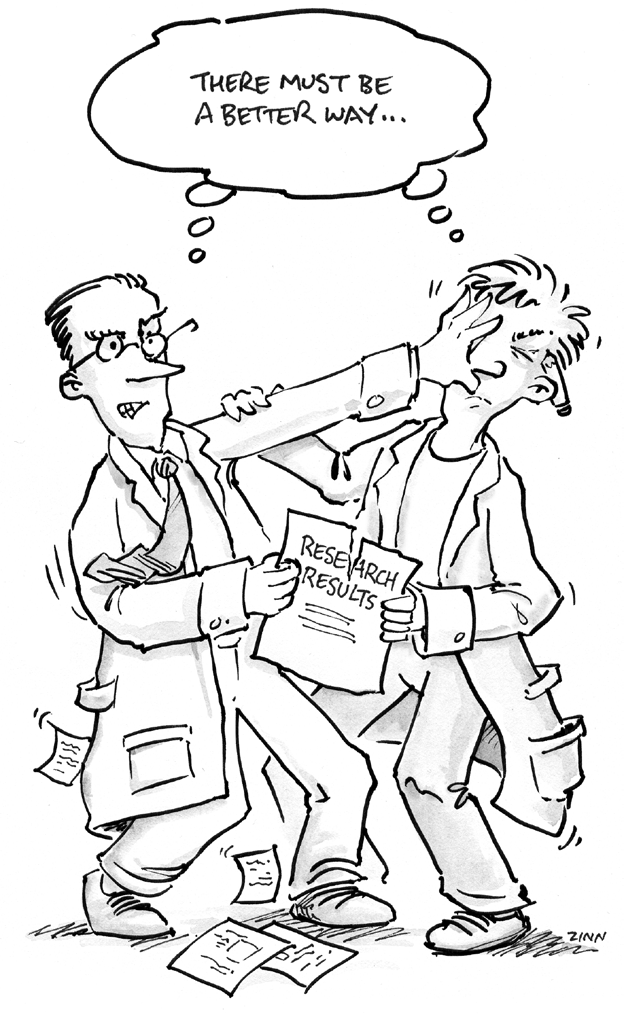 THERE MUST BE
A BETTER WAY...
RESEARCH
RESULTS
ZINN